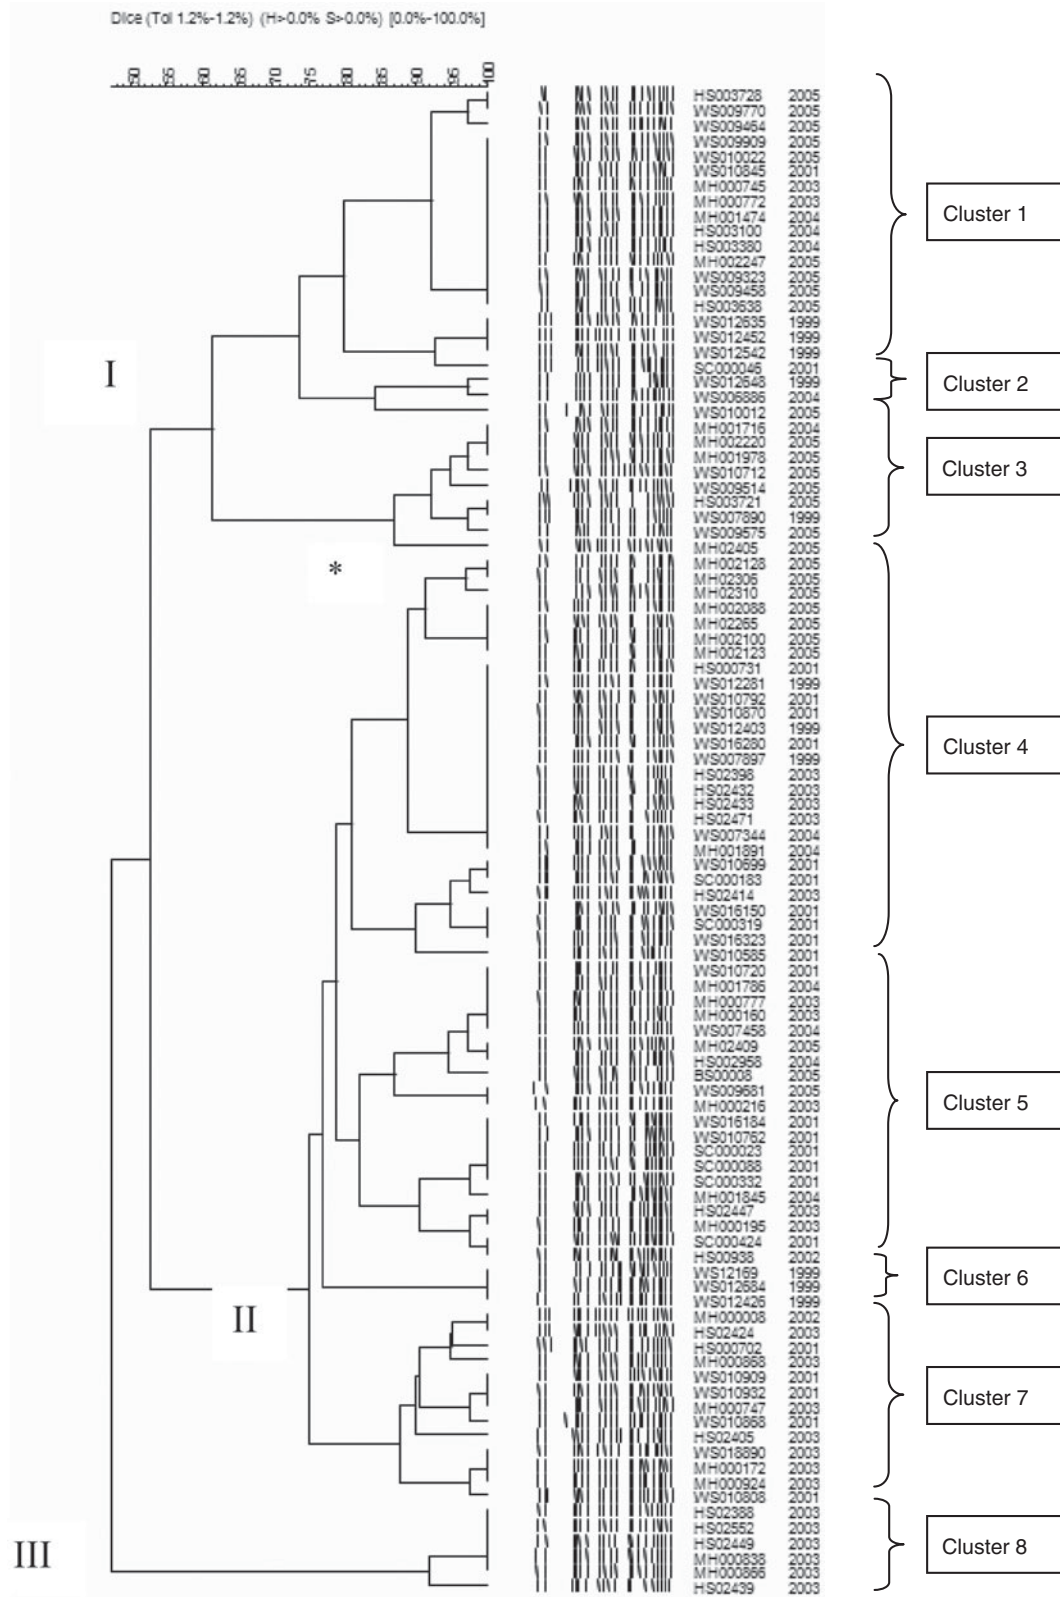 Dice (Tol 1.2%-1.2%) (H>0.0% S>0.0%) [0.0%-100.0%]
50 55 60 65 70 75 80 85 90 95 100
HS003728 2005
WS009770 2005
WS009464 2005
WS009909 2005
WS010022 2005
WS010845 2001
MH000745 2003
MH000772 2003
MH001474 2004
HS003100 2004
HS003380 2004
MH002247 2005
WS009323 2005
WS009458 2005
HS003638 2005
WS012635 1999
WS012452 1999
WS012542 1999
SC000046 2001
WS012648 1999
WS006886 2004
WS010012 2005
MH001716 2004
MH002220 2005
MH001978 2005
WS010712 2005
WS009514 2005
HS003721 2005
WS007890 1999
WS009575 2005
MH02405 2005
MH002128 2005
MH02306 2005
MH02310 2005
MH002088 2005
MH02265 2005
MH002100 2005
MH002123 2005
HS000731 2001
WS012281 1999
WS010792 2001
WS010870 2001
WS012403 1999
WS016280 2001
WS007897 1999
HS02398 2003
HS02432 2003
HS02433 2003
HS02471 2003
WS007344 2004
MH001891 2004
WS010699 2001
SC000183 2001
HS02414 2003
WS016150 2001
SC000319 2001
WS016323 2001
WS010585 2001
WS010720 2001
MH001786 2004
MH000777 2003
MH000160 2003
WS007458 2004
MH02409 2005
HS002958 2004
BS00008 2005
WS009681 2005
MH000216 2003
WS016184 2001
WS010762 2001
SC000023 2001
SC000088 2001
SC000332 2001
MH001845 2004
HS02447 2003
MH000195 2003
SC000424 2001
HS00938 2002
WS12169 1999
WS012684 1999
WS012426 1999
MH000008 2002
HS02424 2003
HS000702 2001
MH000868 2003
WS010909 2001
WS010932 2001
MH000747 2003
WS010868 2001
HS02405 2003
WS018890 2003
MH000172 2003
MH000924 2003
WS010808 2001
HS02388 2003
HS02552 2003
HS02449 2003
MH000838 2003
MH000866 2003
HS02439 2003
Cluster 1
Cluster 2
Cluster 3
Cluster 4
Cluster 5
Cluster 6
Cluster 7
Cluster 8
I
*
II
III